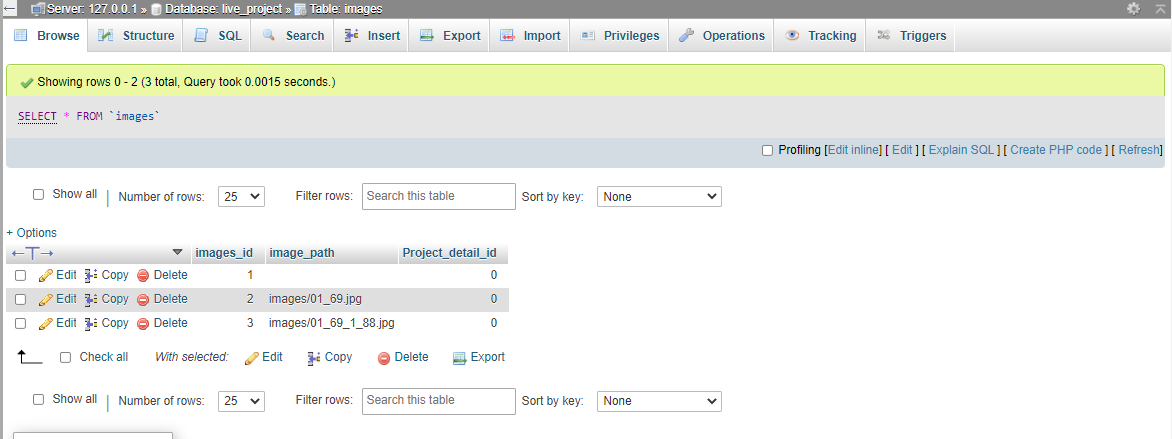 Server: 127.0.0.1 » Database: live_project » Table: images
Browse Structure SQL Search Insert Export Import Privileges Operations Tracking Triggers
Showing rows 0 - 2 (3 total, Query took 0.0015 seconds.)
SELECT * FROM `images`
Profiling [Edit inline] [ Edit ] [ Explain SQL ] [ Create PHP code ] [ Refresh]
Show all | Number of rows: 25 Filter rows: Search this table Sort by key: None
+ Options
←T→ images_id image_path Project_detail_id
Edit Copy Delete 1 0
Edit Copy Delete 2 images/01_69.jpg 0
Edit Copy Delete 3 images/01_69_1_88.jpg 0
Check all With selected: Edit Copy Delete Export
Show all | Number of rows: 25 Filter rows: Search this table Sort by key: None